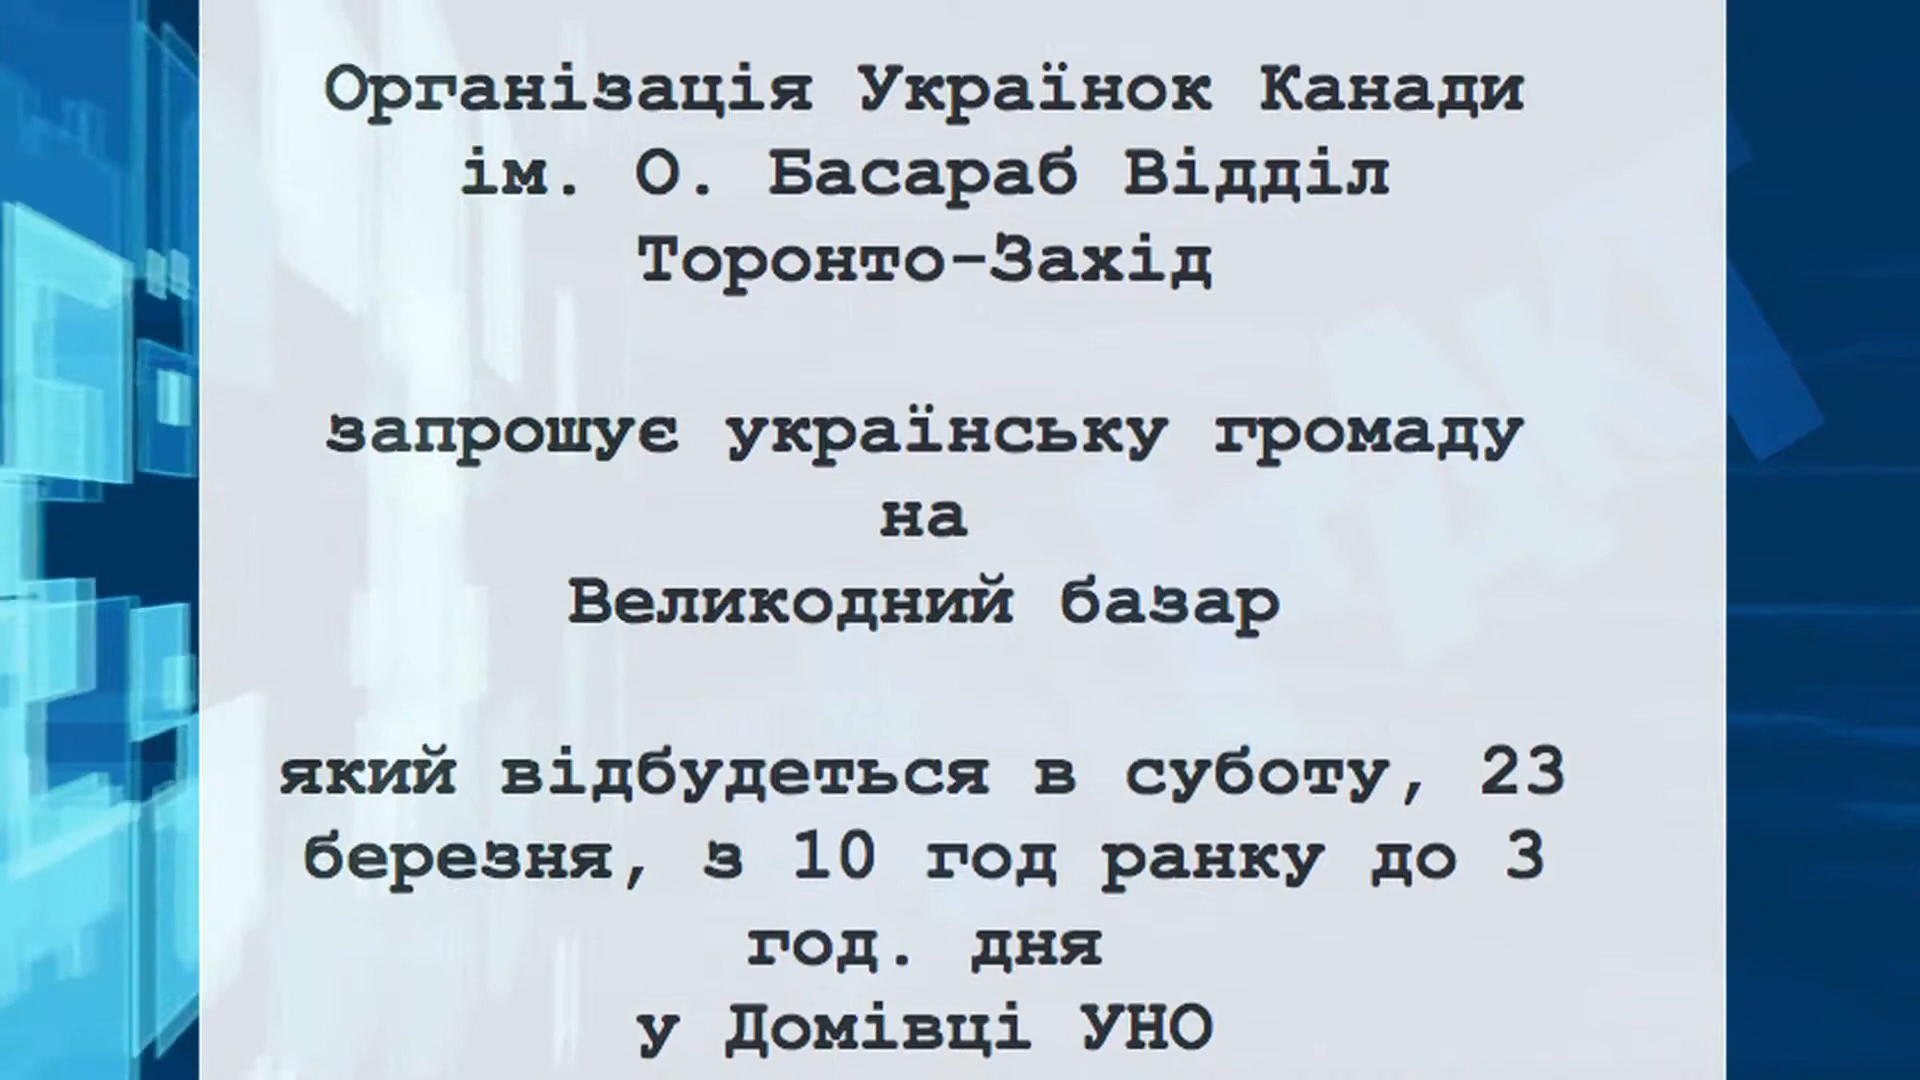 Організація Українок Канади
ім. О. Басараб Відділ
Торонто-Захід
запрошує українську громаду
на
Великодний базар
який відбудеться в суботу, 23
березня, з 10 год ранку до 3
год. дня
у Домівці УНО